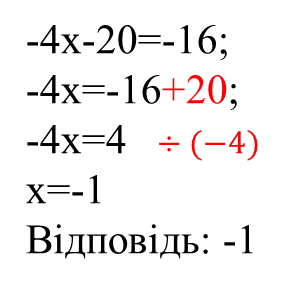 -4x-20=-16;
-4x=-16+20;
-4x=4 ÷ (−4)
x=-1
Відповідь: -1